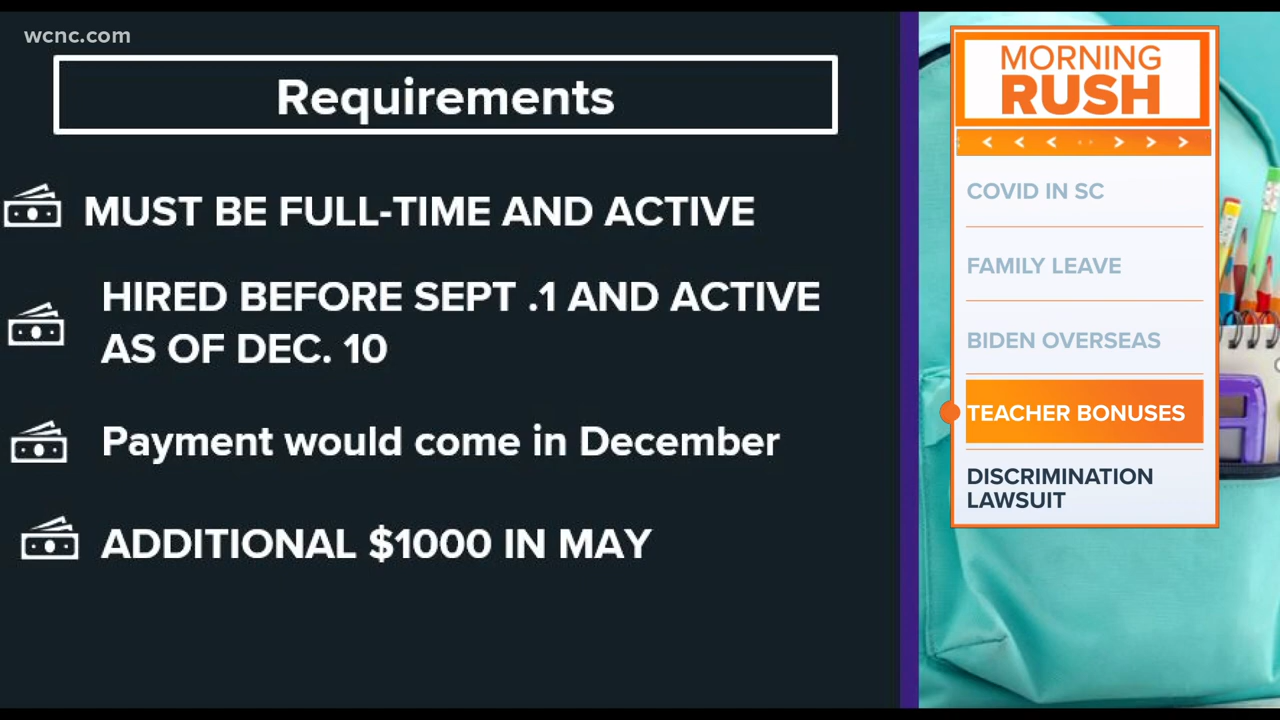 wcnc.com
Requirements
MUST BE FULL-TIME AND ACTIVE
HIRED BEFORE SEPT .1 AND ACTIVE
AS OF DEC. 10
Payment would come in December
ADDITIONAL $1000 IN MAY
MORNING
RUSH
COVID IN SC
FAMILY LEAVE
BIDEN OVERSEAS
TEACHER BONUSES
DISCRIMINATION
LAWSUIT